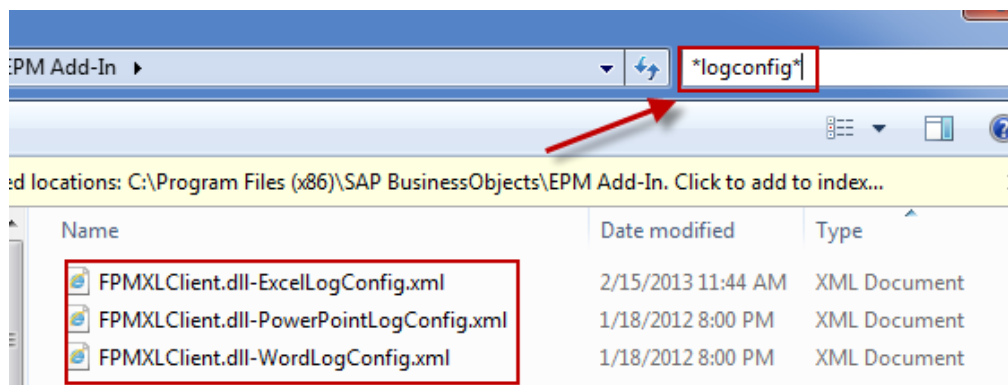 EPM Add-In
*logconfig*
ed locations: C:\Program Files (x86)\SAP BusinessObjects\EPM Add-In. Click to add to index...
Name Date modified Type
FPMXLClient.dll-ExcelLogConfig.xml 2/15/2013 11:44 AM XML Document
FPMXLClient.dll-PowerPointLogConfig.xml 1/18/2012 8:00 PM XML Document
FPMXLClient.dll-WordLogConfig.xml 1/18/2012 8:00 PM XML Document